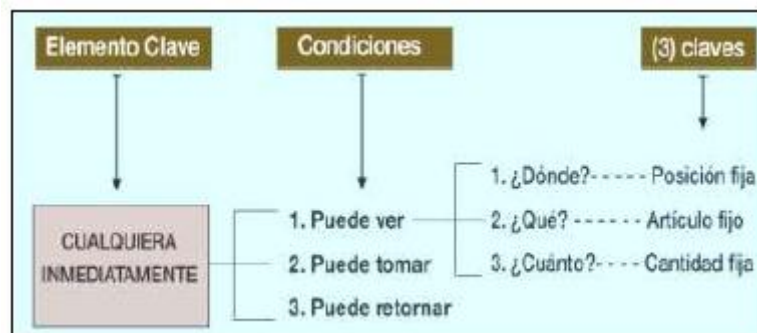 Elemento Clave
Condiciones
(3) claves
CUALQUIERA
INMEDIATAMENTE
1. Puede ver
2. Puede tomar
3. Puede retornar
1. ¿Dónde?----- Posición fija
2. ¿Qué? ------ Artículo fijo
3. ¿Cuánto?---- Cantidad fija